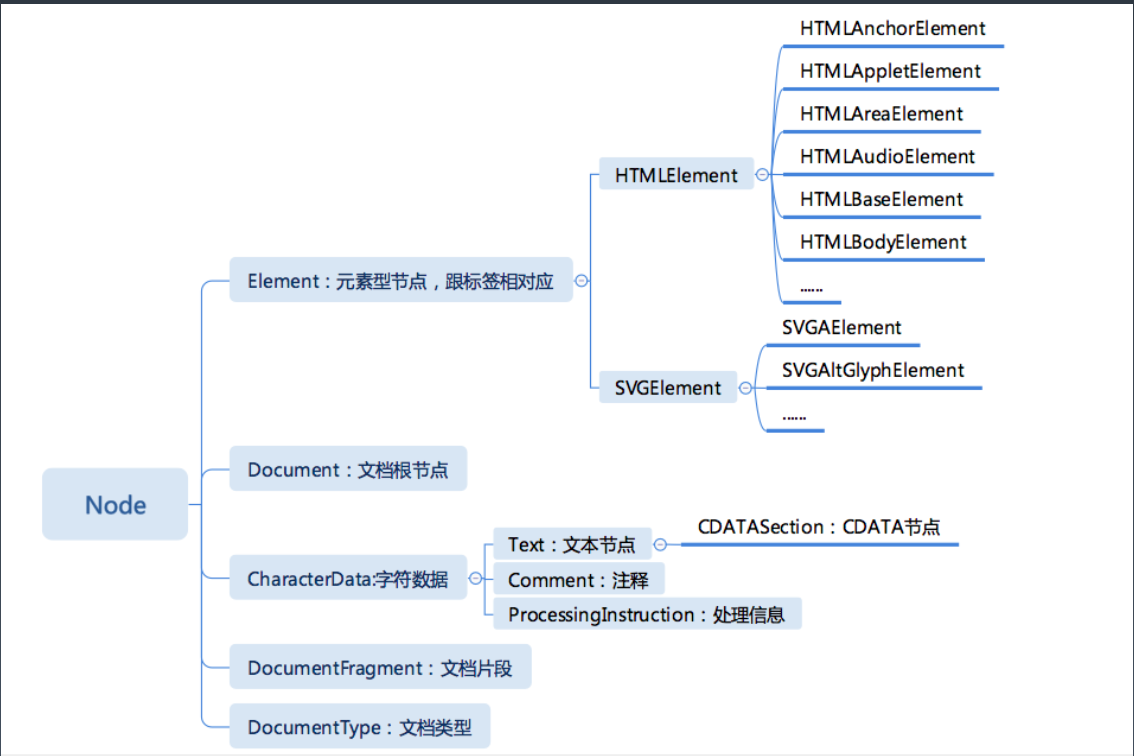 Node
Element：元素型节点，跟标签相对应
HTMLElement
HTMLAnchorElement
HTMLAppletElement
HTMLAreaElement
HTMLAudioElement
HTMLBaseElement
HTMLBodyElement
......
SVGElement
SVGAElement
SVGAltGlyphElement
......
Document：文档根节点
CharacterData:字符数据
Text：文本节点
CDATASection：CDATA节点
Comment：注释
ProcessingInstruction：处理信息
DocumentFragment：文档片段
DocumentType：文档类型